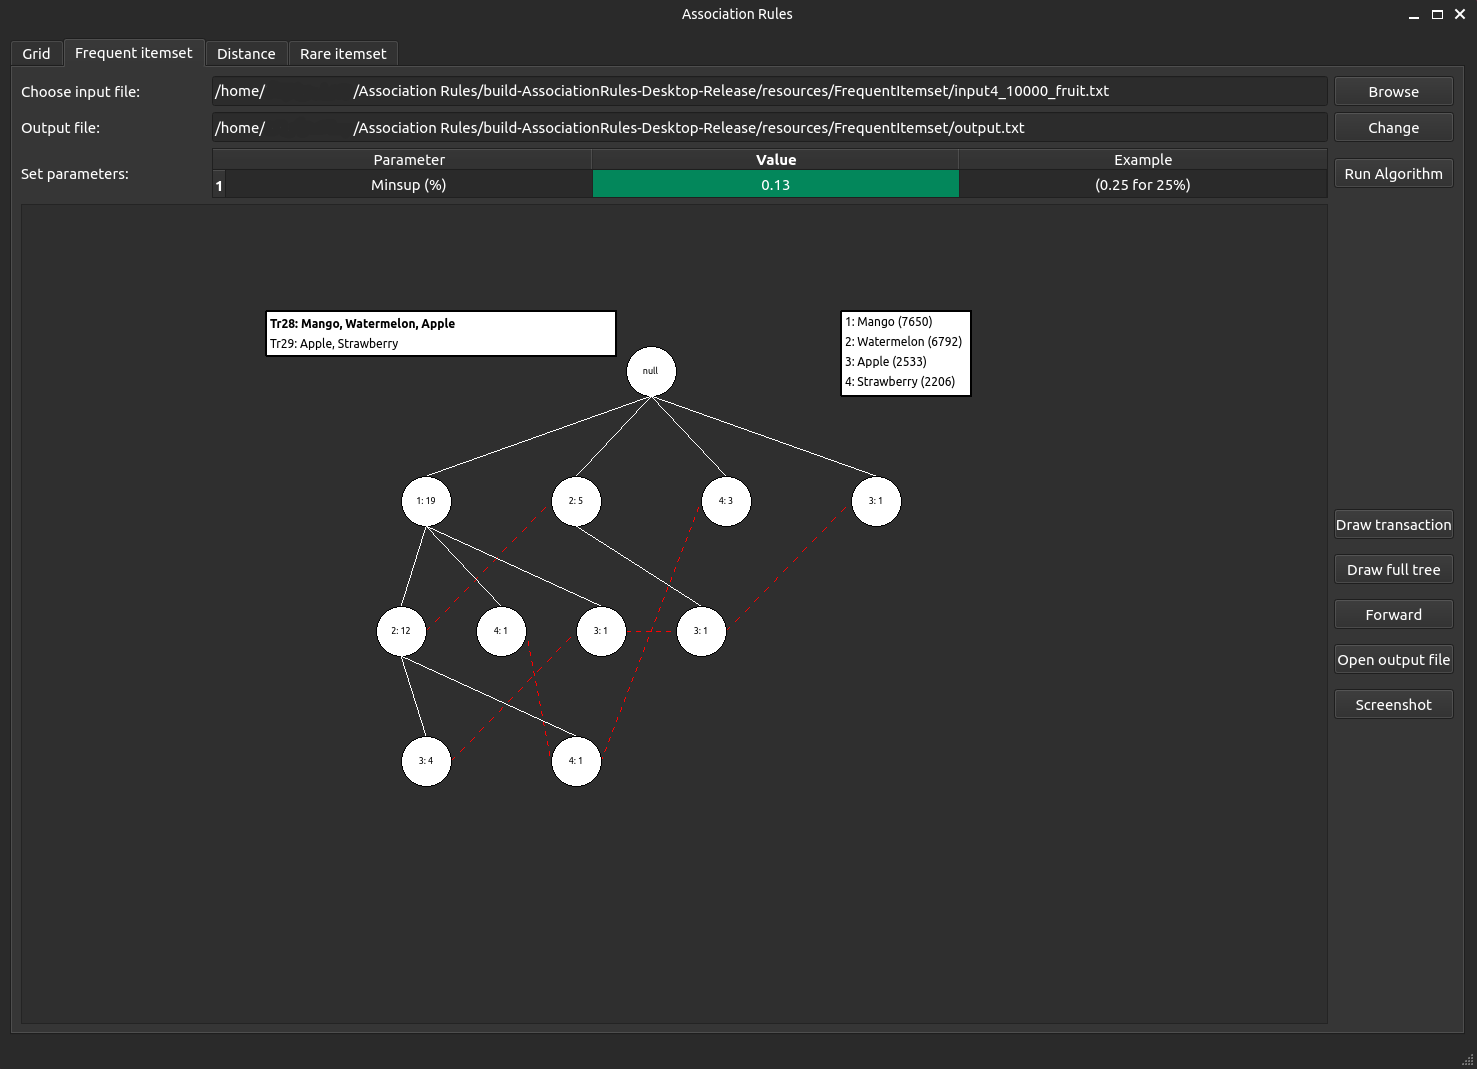 Association Rules
Grid
Frequent itemset
Distance
Rare itemset
Choose input file:
/home/ /Association Rules/build-AssociationRules-Desktop-Release/resources/FrequentItemset/input4_10000_fruit.txt
Browse
Output file:
/home/ /Association Rules/build-AssociationRules-Desktop-Release/resources/FrequentItemset/output.txt
Change
Set parameters:
Parameter Value Example
1 Minsup (%) 0.13 (0.25 for 25%)
Run Algorithm
Tr28: Mango, Watermelon, Apple
Tr29: Apple, Strawberry
1: Mango (7650)
2: Watermelon (6792)
3: Apple (2533)
4: Strawberry (2206)
null
1: 19
2: 5
4: 3
3: 1
2: 12
4: 1
3: 1
3: 1
3: 4
4: 1
Draw transaction
Draw full tree
Forward
Open output file
Screenshot